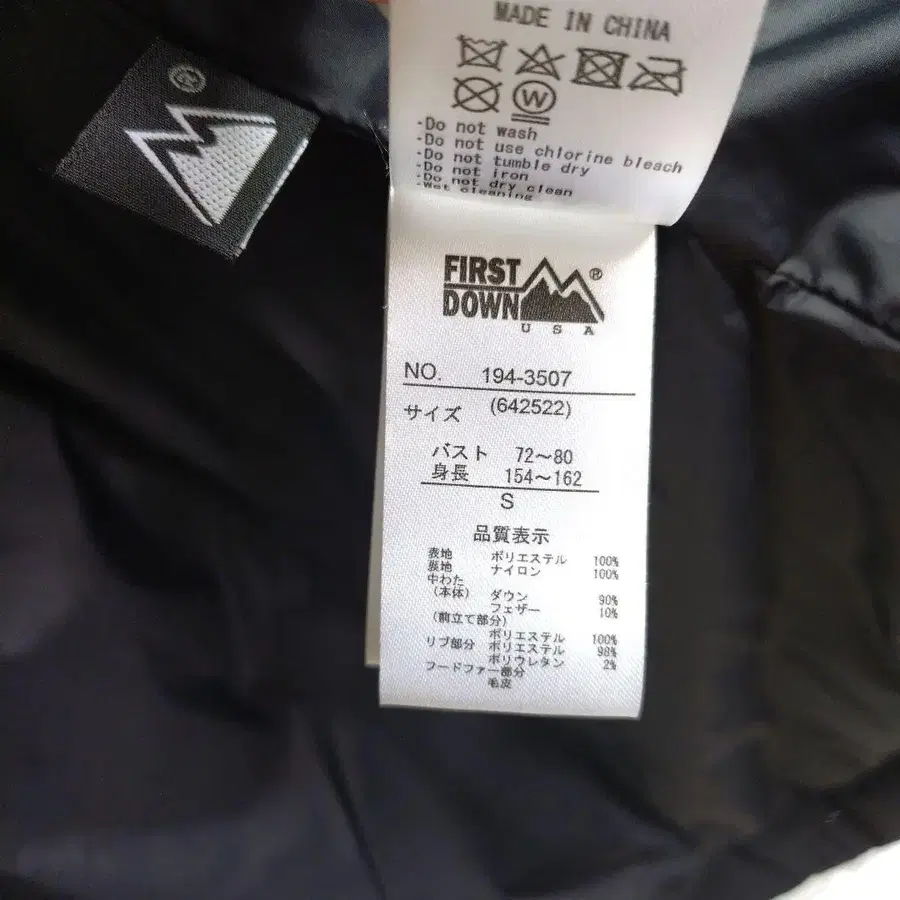 MADE IN CHINA
W
-Do not wash
-Do not use chlorine bleach
-Do not tumble dry
-Do not iron
-Do not dry clean
-Wet cleaning
®
FIRST DOWN ®
USA
NO. 194-3507
サイズ (642522)
バスト 72～80
身長 154～162
S
品質表示
表地 ポリエステル 100%
裏地 ナイロン 100%
中わた
(本体) ダウン 90%
フェザー 10%
(前立て部分)
ポリエステル 100%
リブ部分 ポリエステル 98%
ポリウレタン 2%
フードファー部分
毛皮